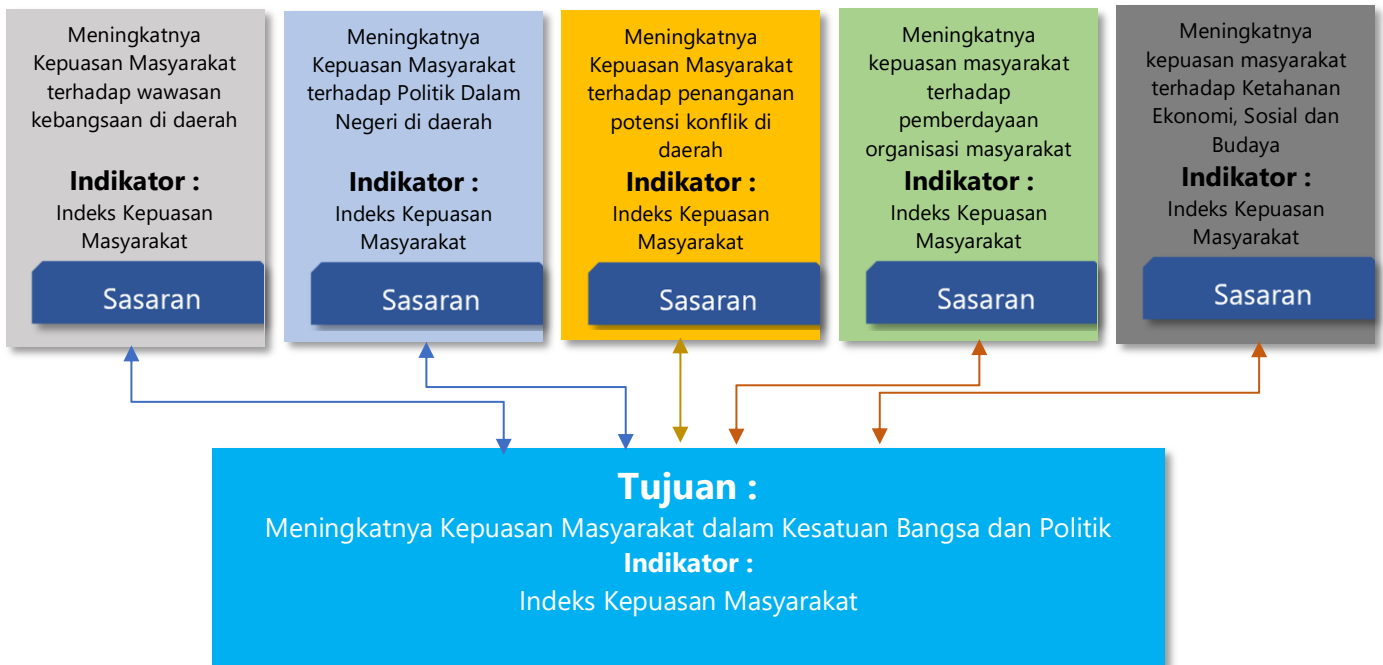 Meningkatnya
Kepuasan Masyarakat
terhadap wawasan
kebangsaan di daerah
Indikator :
Indeks Kepuasan
Masyarakat
Sasaran
Meningkatnya
Kepuasan Masyarakat
terhadap Politik Dalam
Negeri di daerah
Indikator :
Indeks Kepuasan
Masyarakat
Sasaran
Meningkatnya
Kepuasan Masyarakat
terhadap penanganan
potensi konflik di
daerah
Indikator :
Indeks Kepuasan
Masyarakat
Sasaran
Meningkatnya
kepuasan masyarakat
terhadap
pemberdayaan
organisasi masyarakat
Indikator :
Indeks Kepuasan
Masyarakat
Sasaran
Meningkatnya
kepuasan masyarakat
terhadap Ketahanan
Ekonomi, Sosial dan
Budaya
Indikator :
Indeks Kepuasan
Masyarakat
Sasaran
Tujuan :
Meningkatnya Kepuasan Masyarakat dalam Kesatuan Bangsa dan Politik
Indikator :
Indeks Kepuasan Masyarakat